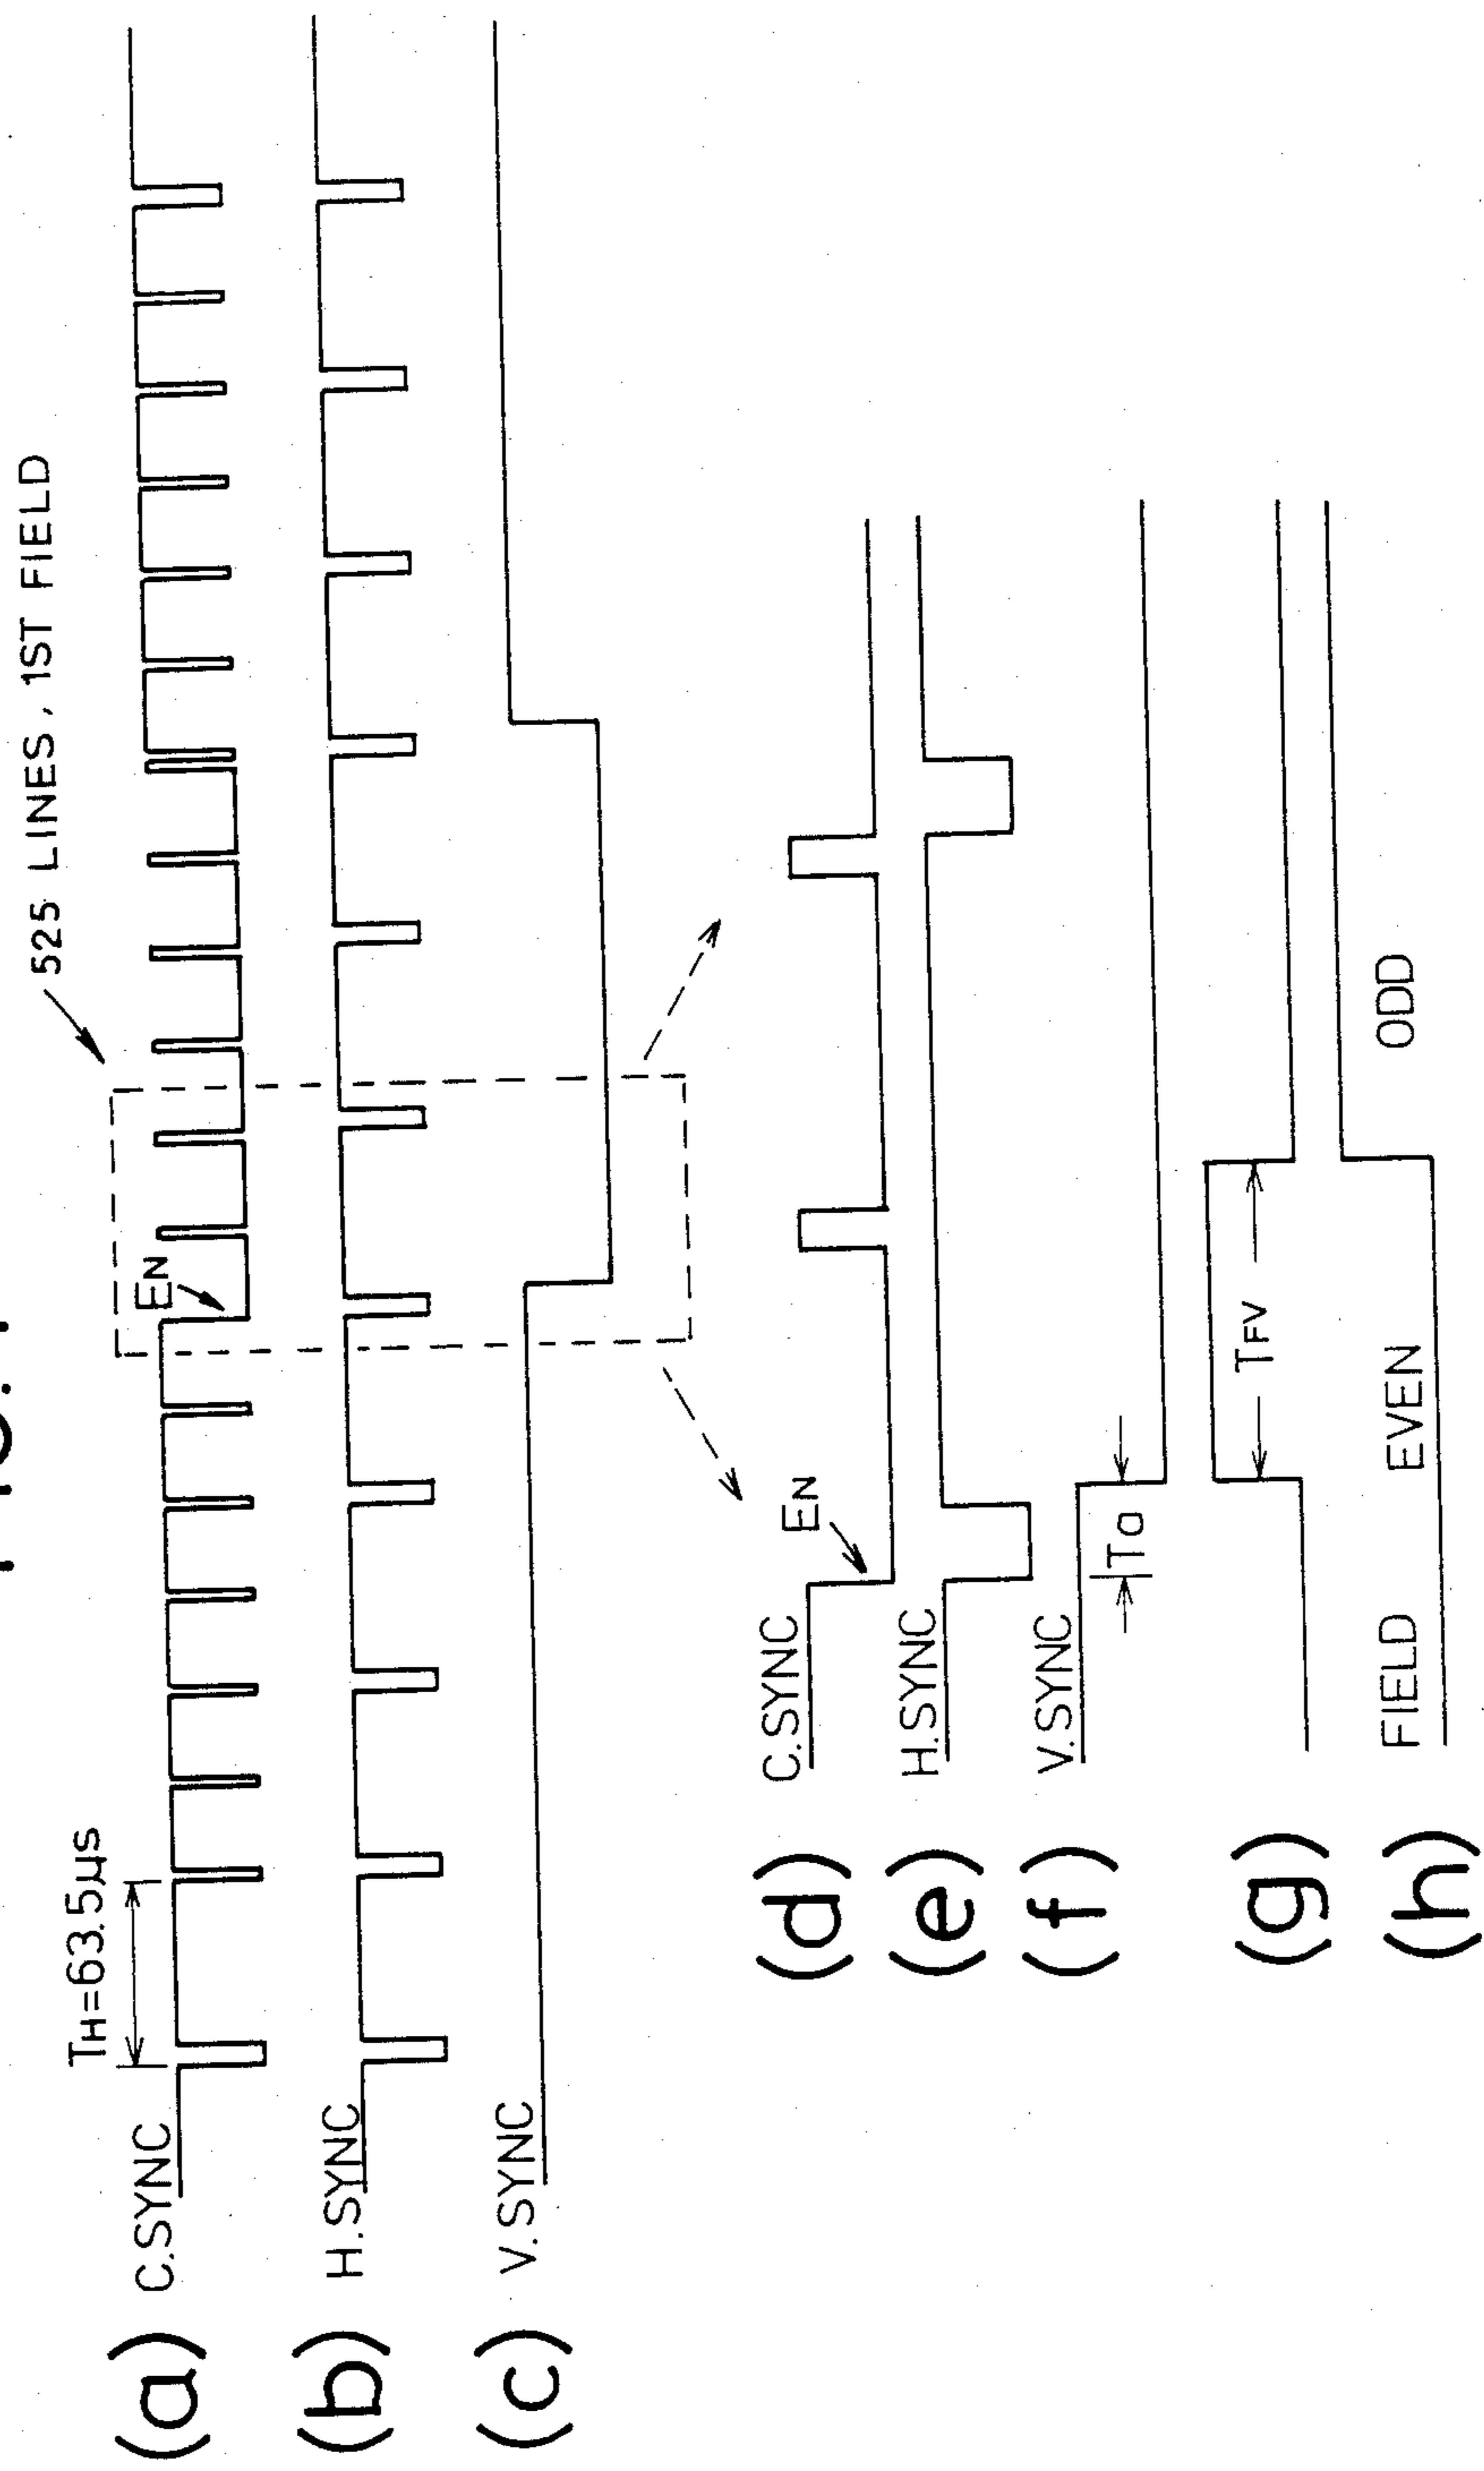 525 LINES, 1ST FIELD
TH=63.5µs
(a) C.SYNC
EN
(b) H.SYNC
(c) V.SYNC
(d) C.SYNC
EN
(e) H.SYNC
(f) V.SYNC
Ta
(g)
TFV
(h) FIELD EVEN ODD